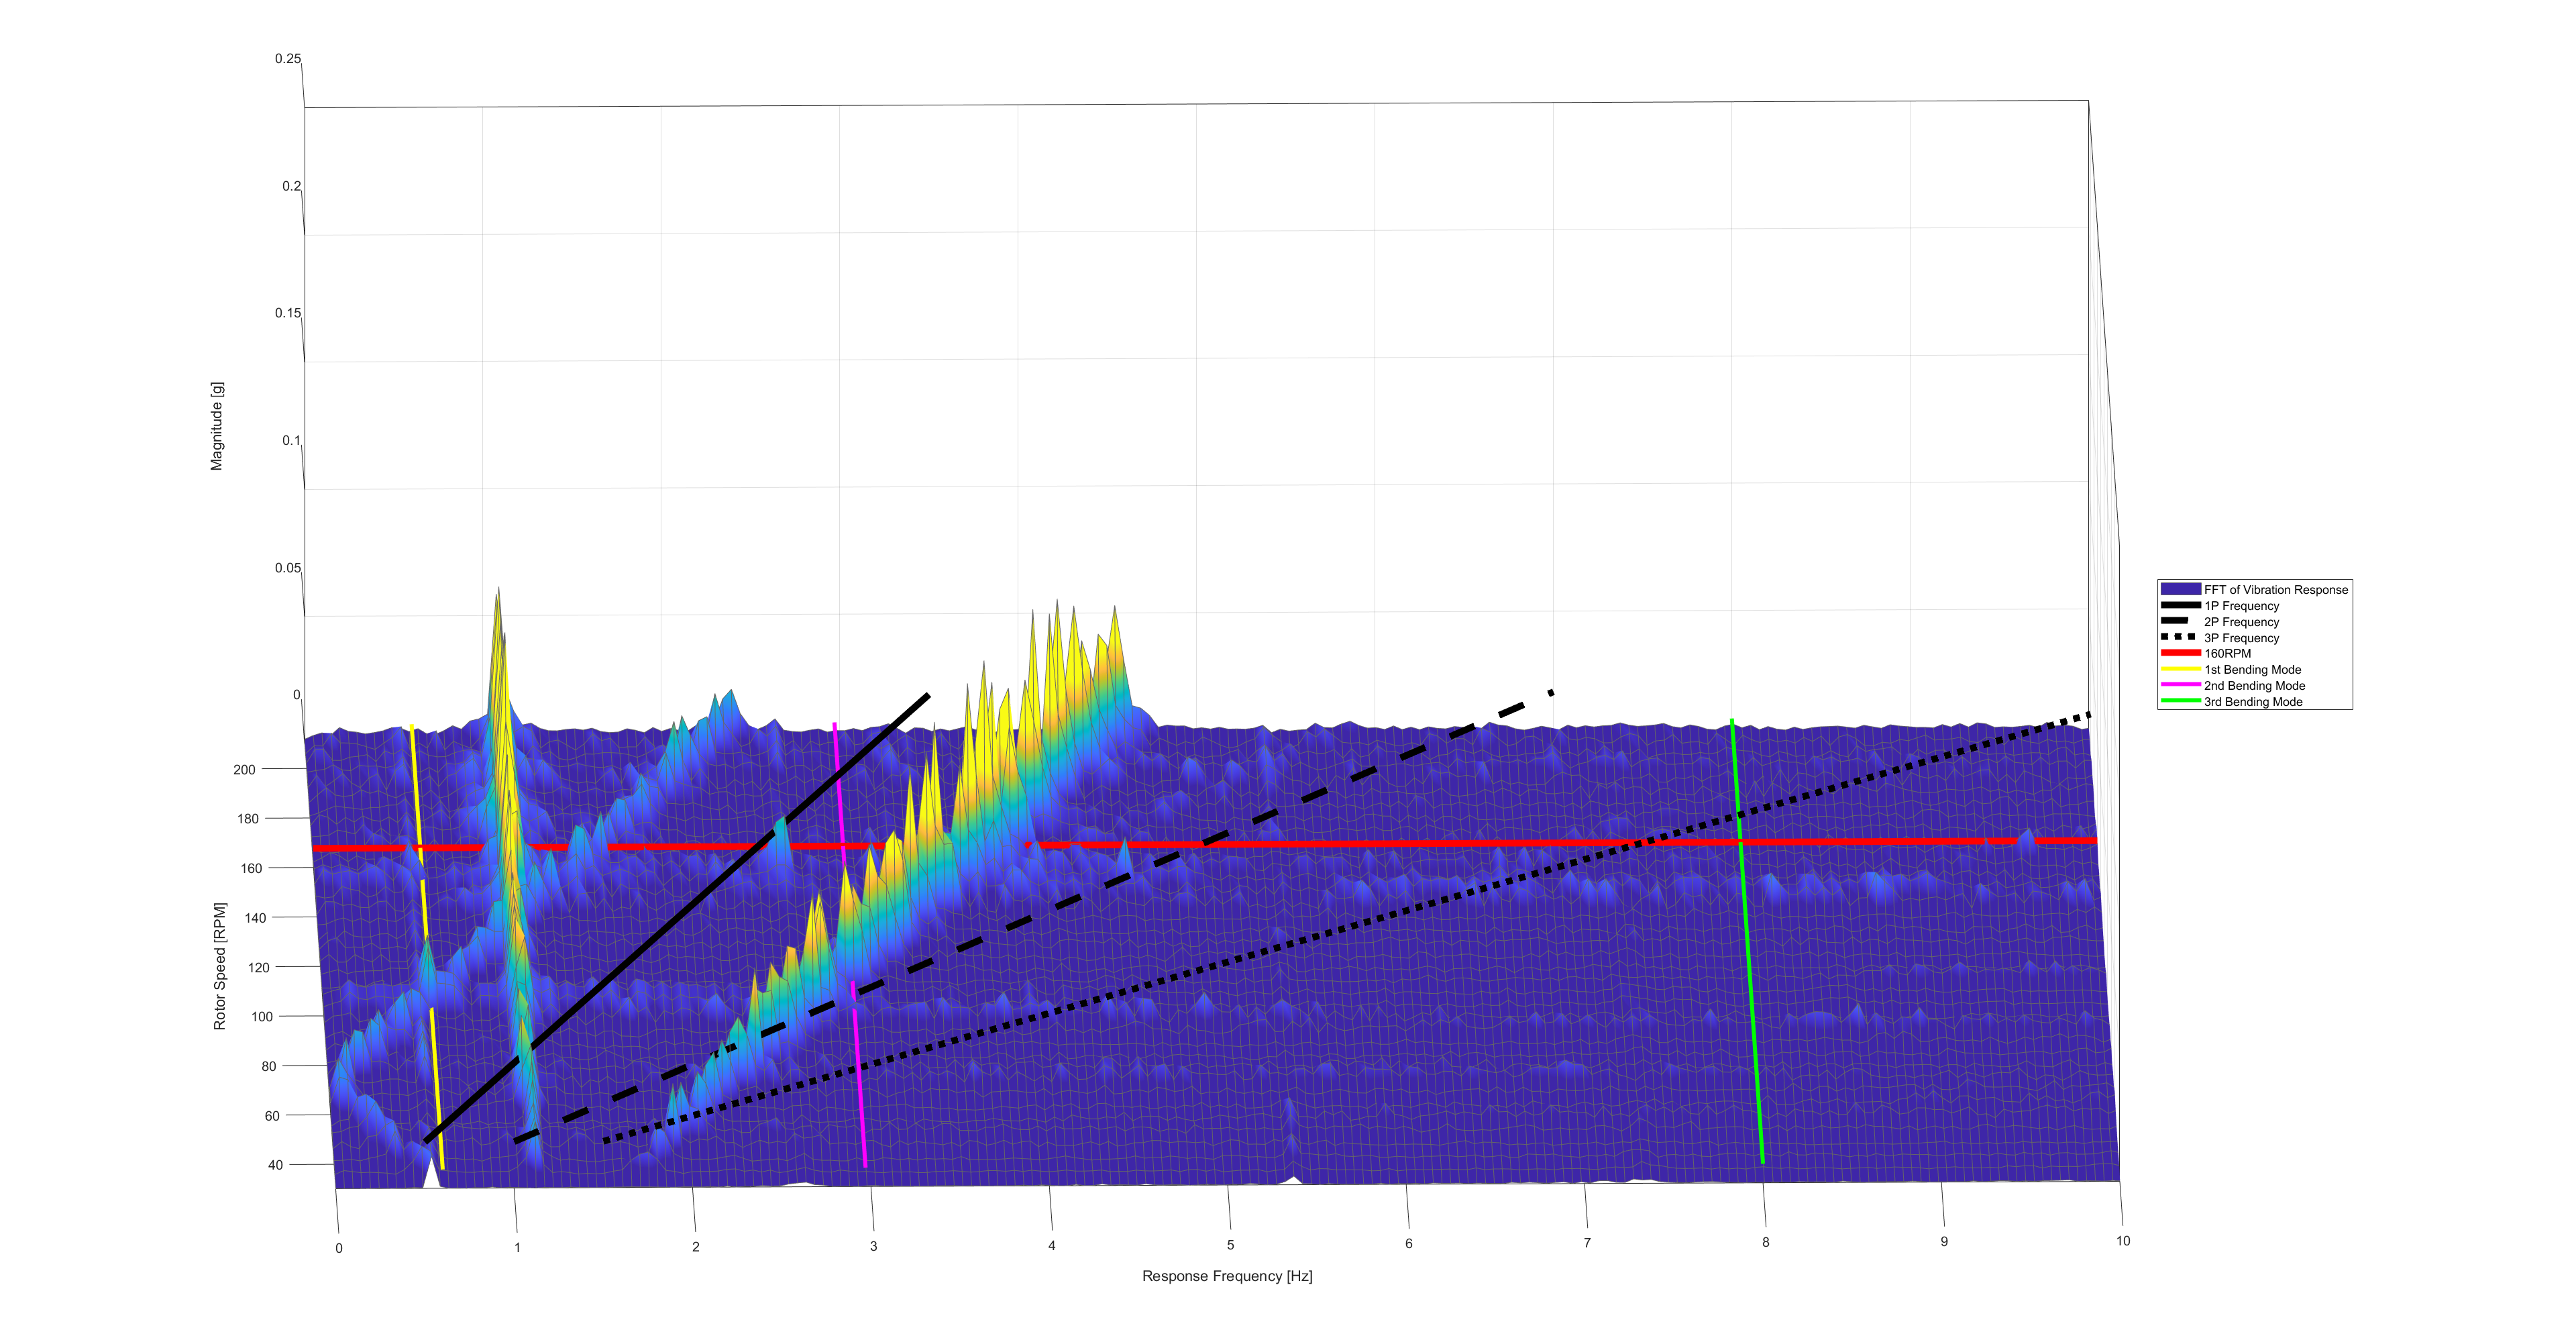 0.25
0.2
0.15
0.1
0.05
0
Magnitude [g]
200
180
160
140
120
100
80
60
40
Rotor Speed [RPM]
0 1 2 3 4 5 6 7 8 9 10
Response Frequency [Hz]
FFT of Vibration Response
1P Frequency
2P Frequency
3P Frequency
160RPM
1st Bending Mode
2nd Bending Mode
3rd Bending Mode